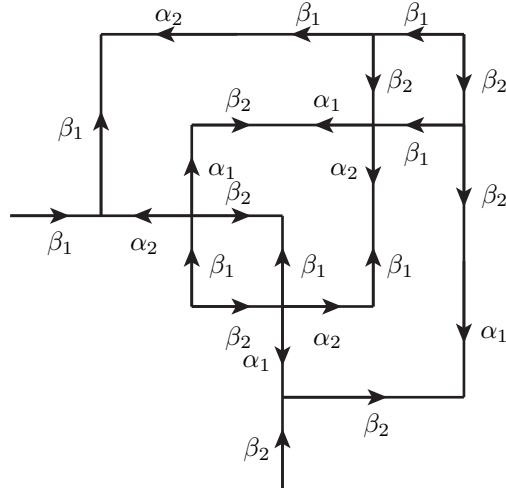 α₂ β₁ β₁
β₂ β₂
β₂ α₁
β₁ β₁
α₁ α₂
β₂ β₂
β₁ α₂
β₁ β₁ β₁
β₂ α₂ α₁
α₁
β₂
β₂